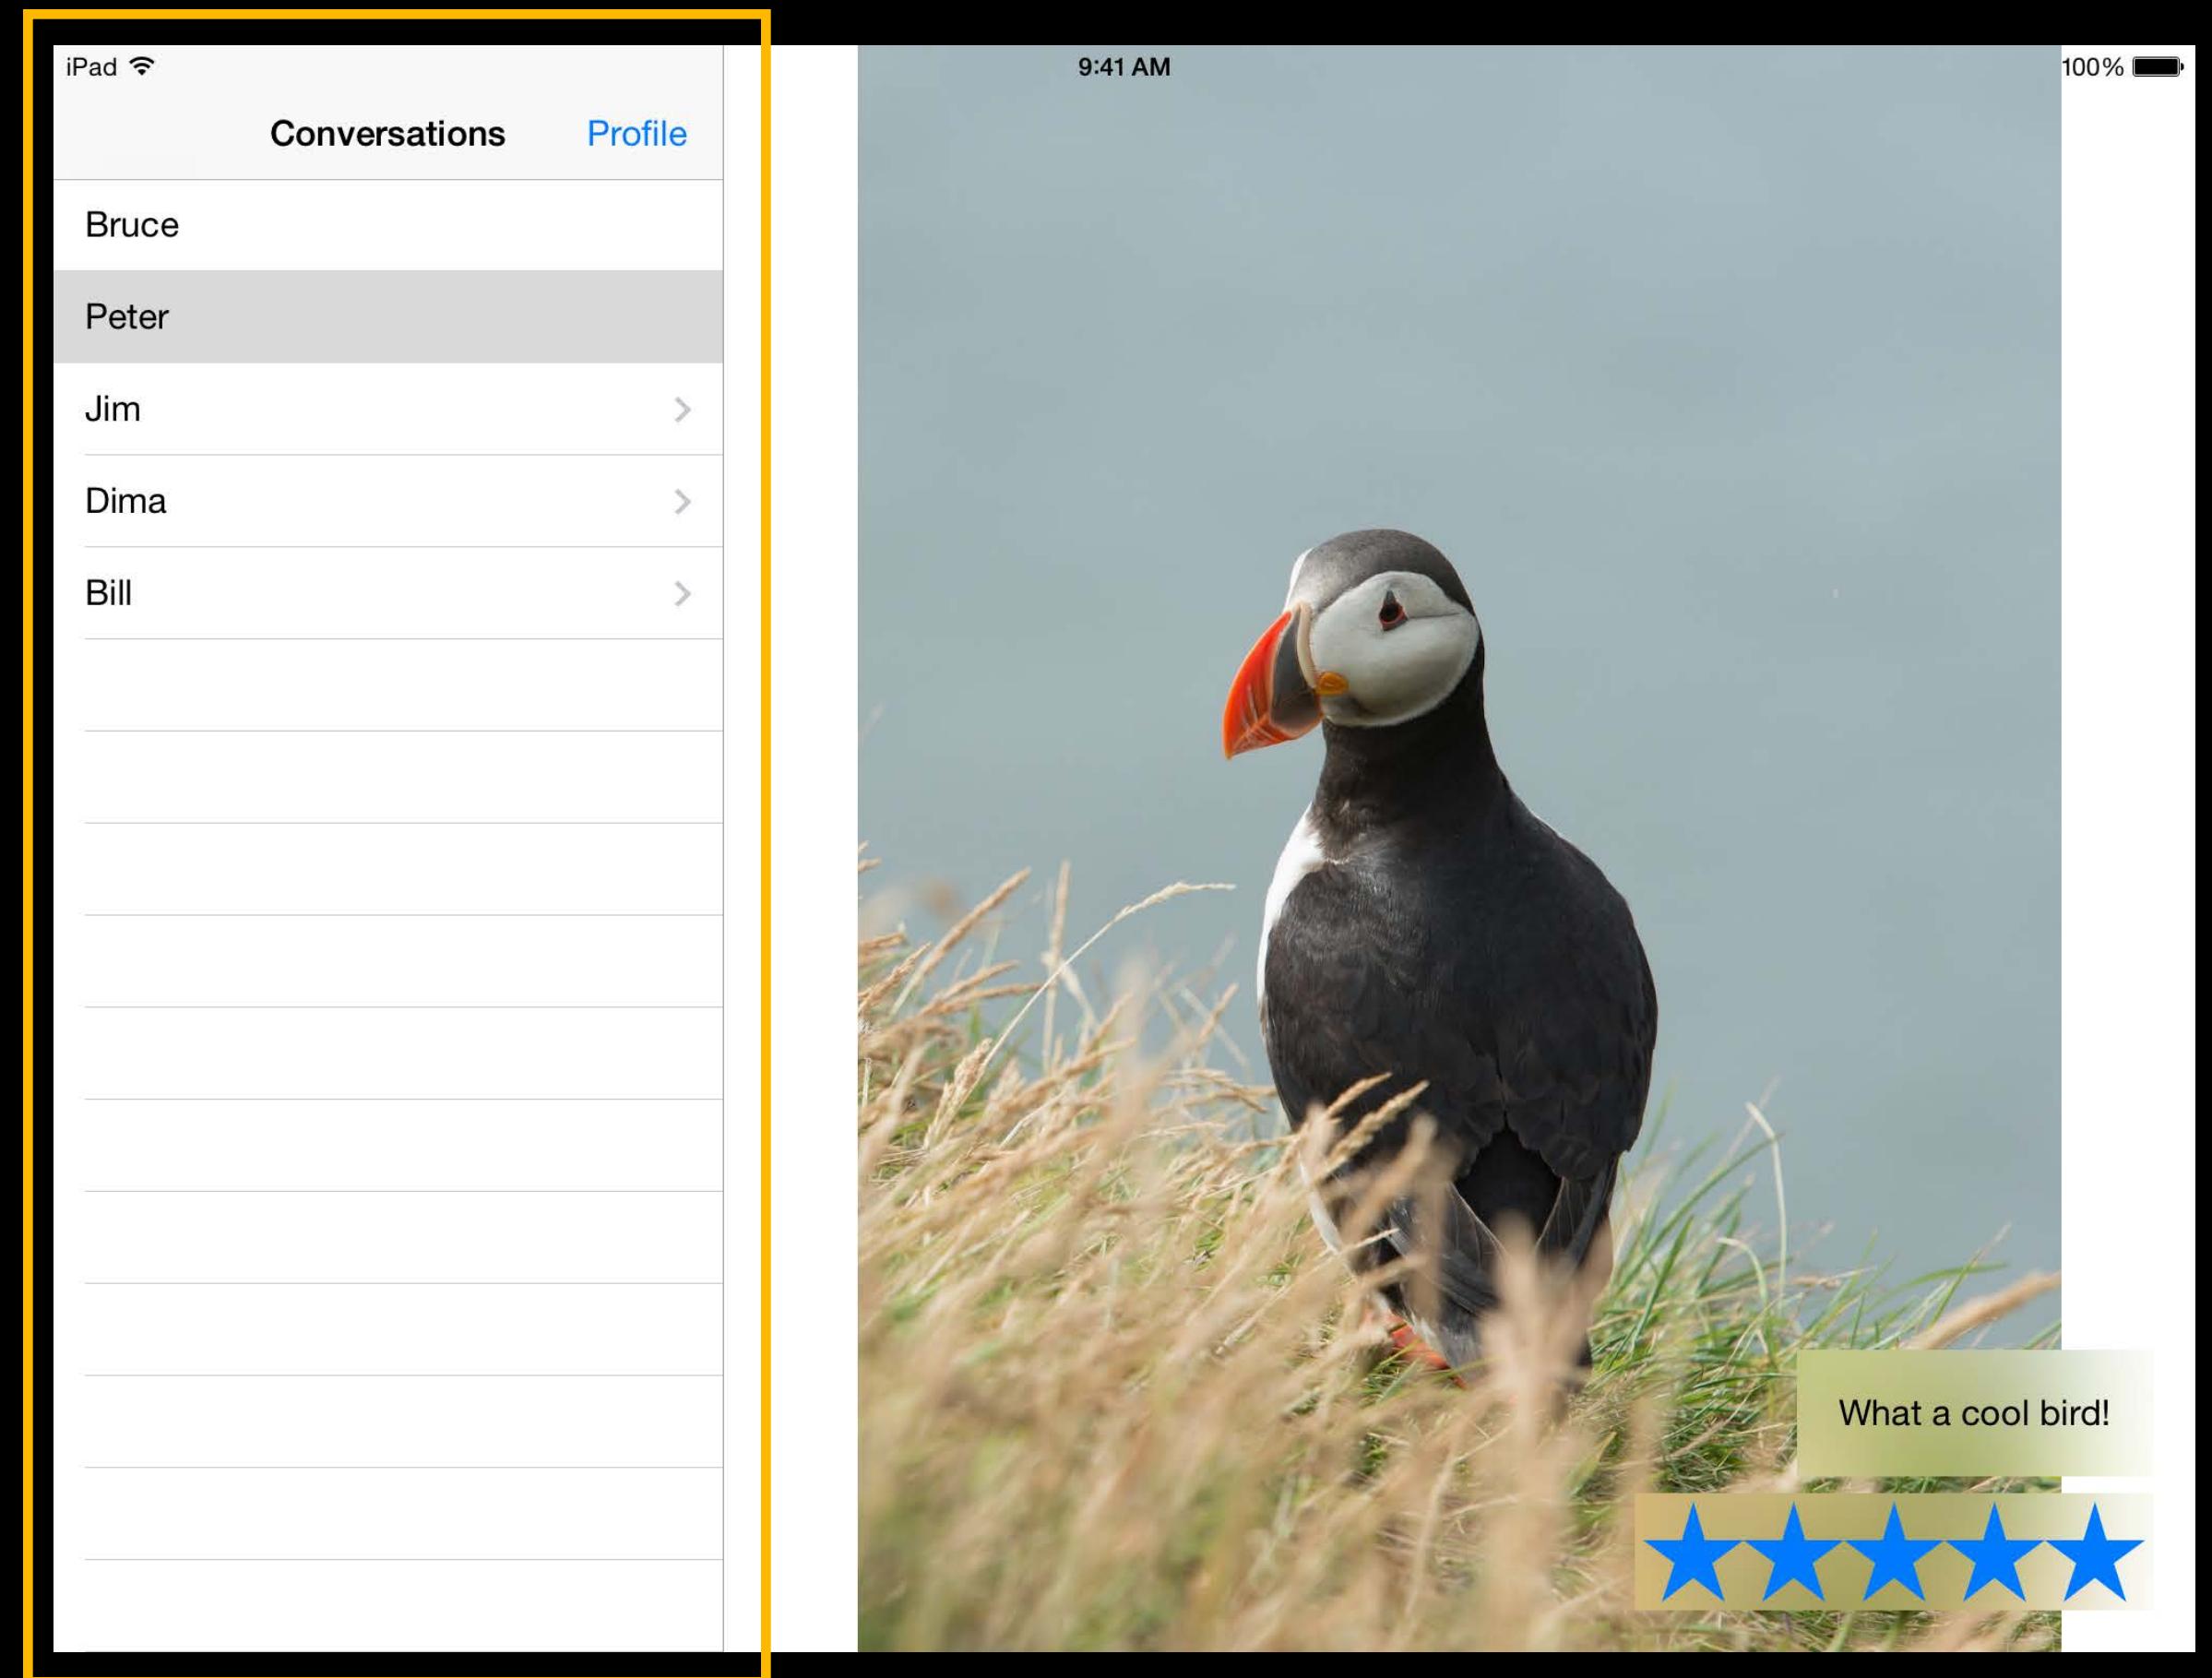 iPad
9:41 AM
100%
Conversations
Profile
Bruce
Peter
Jim
Dima
Bill
What a cool bird!